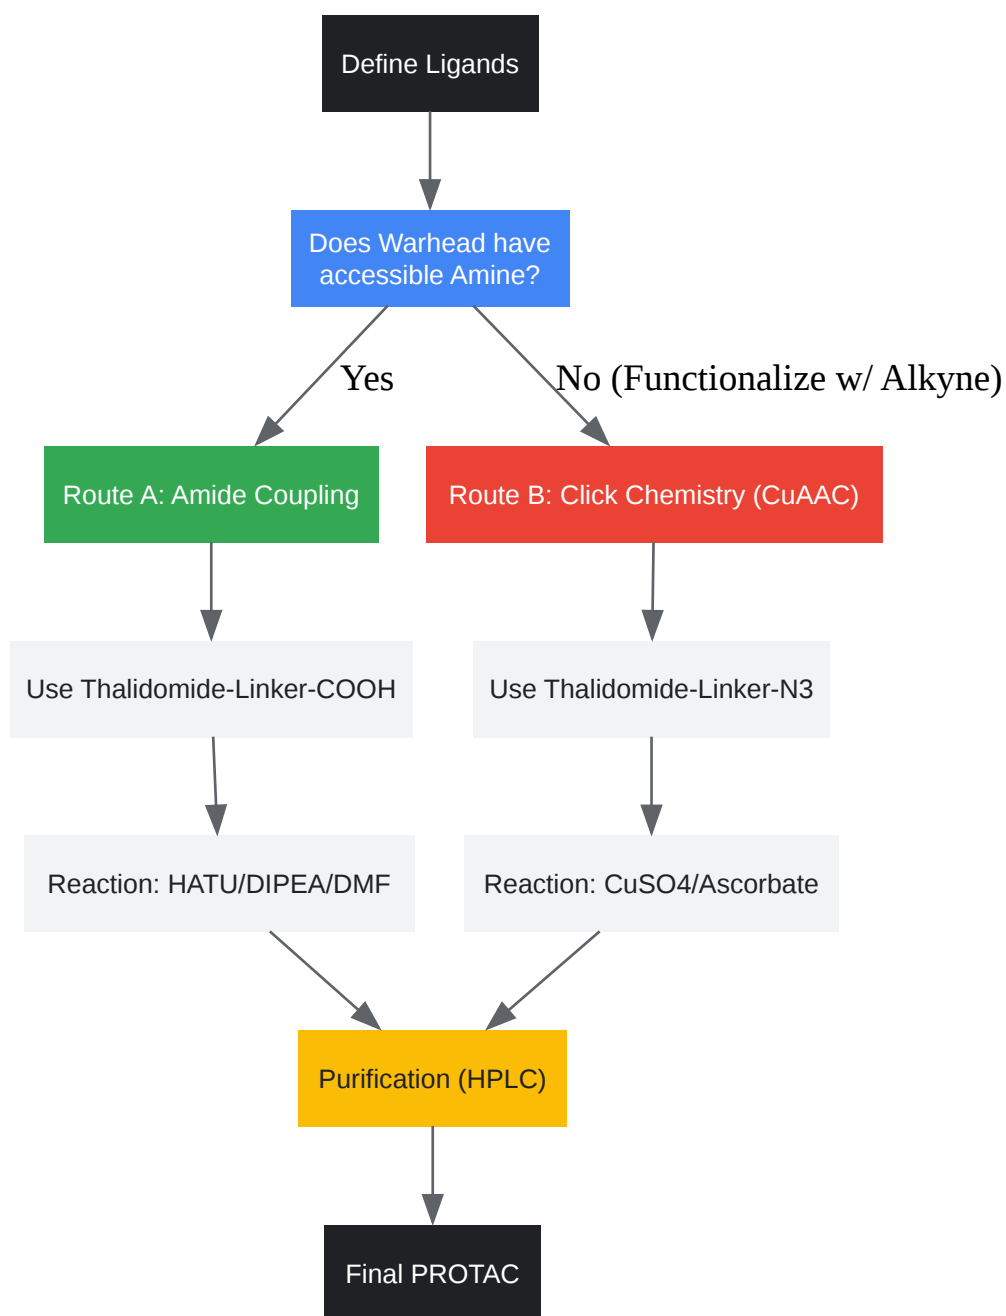 Define Ligands
Does Warhead have
accessible Amine?
Yes
No (Functionalize w/ Alkyne)
Route A: Amide Coupling
Route B: Click Chemistry (CuAAC)
Use Thalidomide-Linker-COOH
Use Thalidomide-Linker-N3
Reaction: HATU/DIPEA/DMF
Reaction: CuSO4/Ascorbate
Purification (HPLC)
Final PROTAC